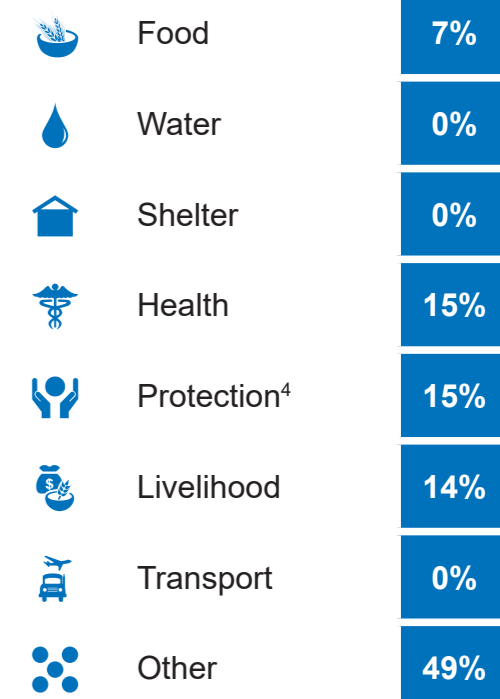 Food 7%
Water 0%
Shelter 0%
Health 15%
Protection⁴ 15%
$ Livelihood 14%
Transport 0%
Other 49%